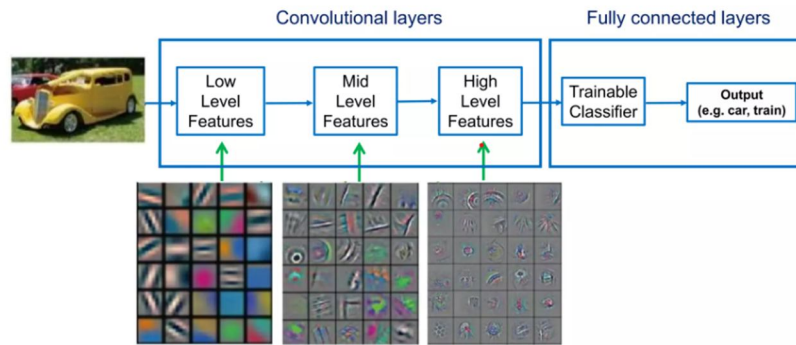 Convolutional layers
Fully connected layers
Low
Level
Features
Mid
Level
Features
High
Level
Features
Trainable
Classifier
Output
(e.g. car, train)